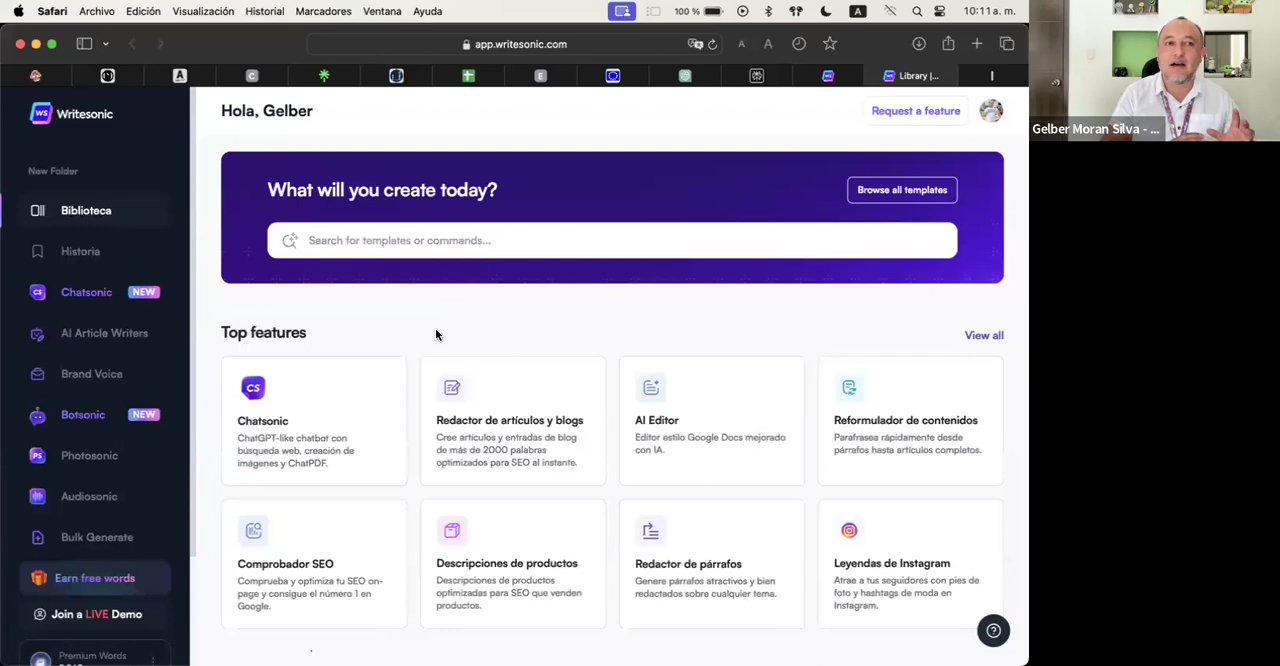 Safari Archivo Edición Visualización Historial Marcadores Ventana Ayuda 100 % A 10:11 a. m.
app.writesonic.com A A
A C E Library |...
WS Writesonic
Hola, Gelber
Request a feature
Gelber Moran Silva - ...
New Folder
Biblioteca
Historia
CS Chatsonic NEW
AI Article Writers
Brand Voice
Botsonic NEW
PS Photosonic
Audiosonic
Bulk Generate
Earn free words
Join a LIVE Demo
Premium Words
What will you create today?
Browse all templates
Search for templates or commands...
Top features
View all
CS
Chatsonic
ChatGPT-like chatbot con
búsqueda web, creación de
imágenes y ChatPDF.
Redactor de artículos y blogs
Cree artículos y entradas de blog
de más de 2000 palabras
optimizados para SEO al instante.
AI Editor
Editor estilo Google Docs mejorado
con IA.
Reformulador de contenidos
Parafrasea rápidamente desde
párrafos hasta artículos completos.
Comprobador SEO
Comprueba y optimiza tu SEO on-
page y consigue el número 1 en
Google.
Descripciones de productos
Descripciones de productos
optimizadas para SEO que venden
productos.
Redactor de párrafos
Genere párrafos atractivos y bien
redactados sobre cualquier tema.
Leyendas de Instagram
Atrae a tus seguidores con pies de
foto y hashtags de moda en
Instagram.